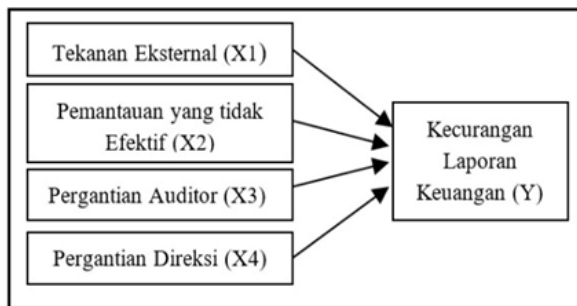 Tekanan Eksternal (X1)
Pemantauan yang tidak
Efektif (X2)
Pergantian Auditor (X3)
Pergantian Direksi (X4)
Kecurangan
Laporan
Keuangan (Y)